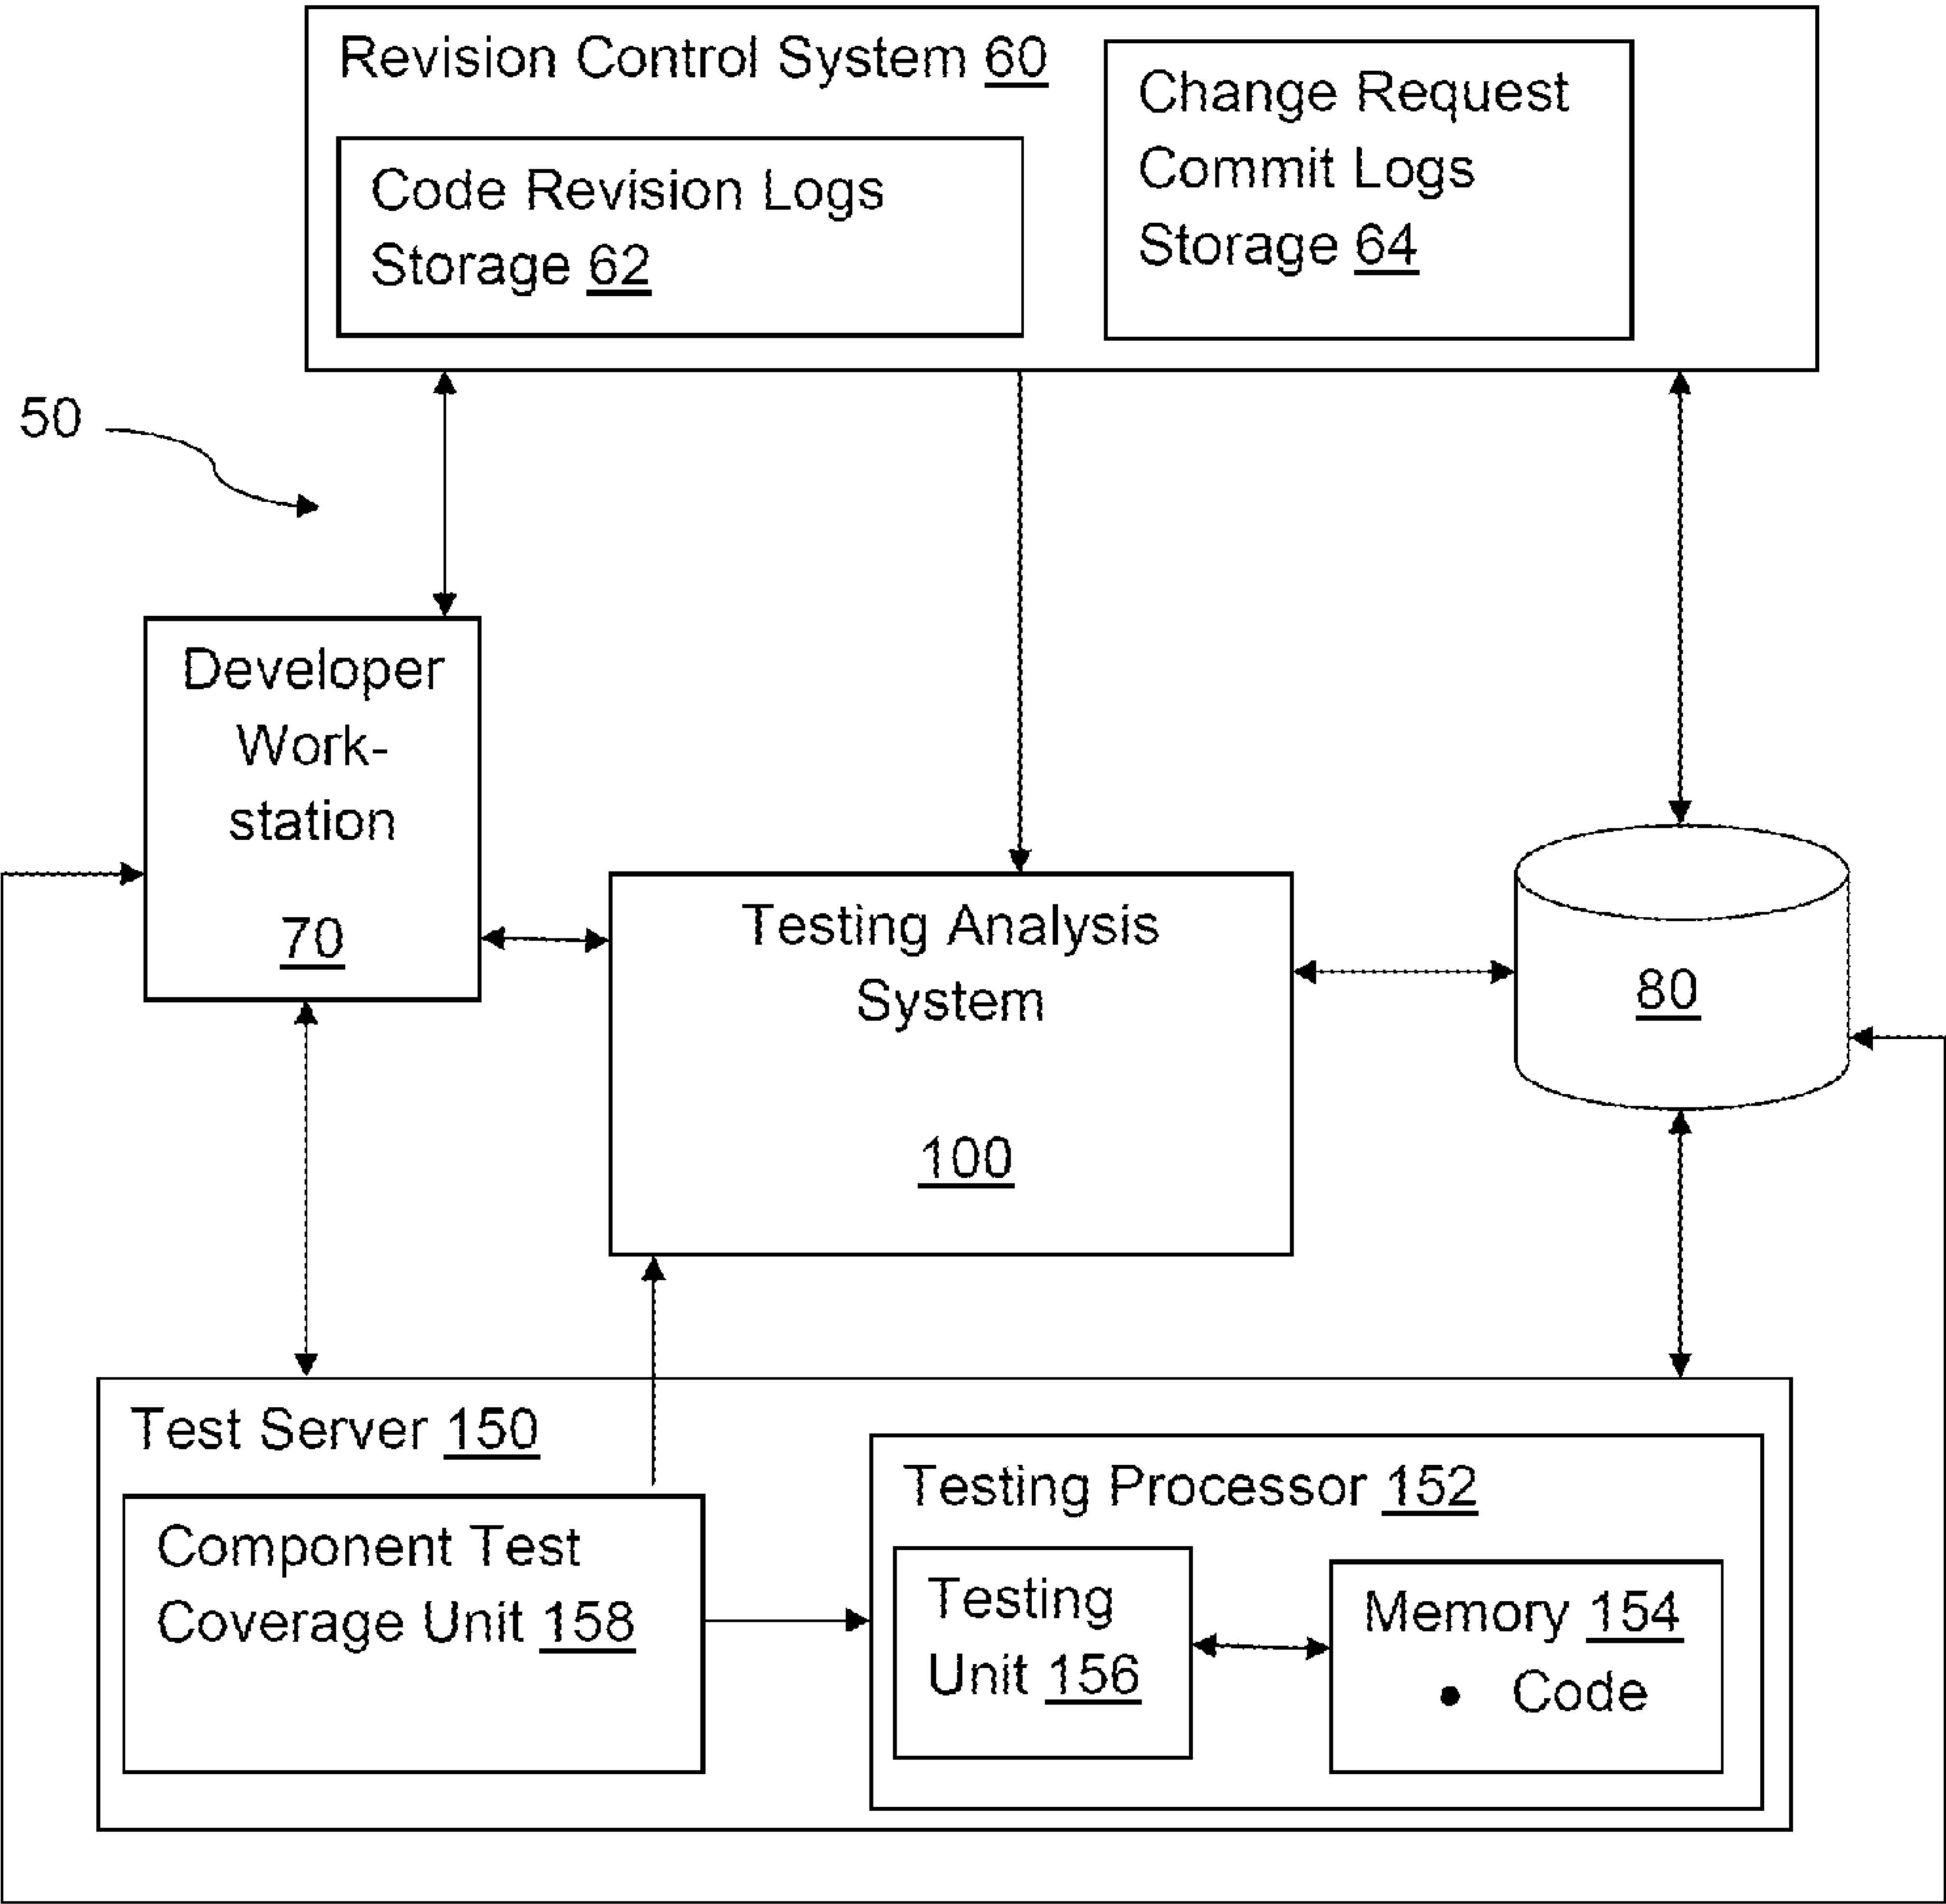 Revision Control System 60
Code Revision Logs
Storage 62
Change Request
Commit Logs
Storage 64
50
Developer
Work-
station
70
Testing Analysis
System
100
80
Test Server 150
Component Test
Coverage Unit 158
Testing Processor 152
Testing
Unit 156
Memory 154
• Code